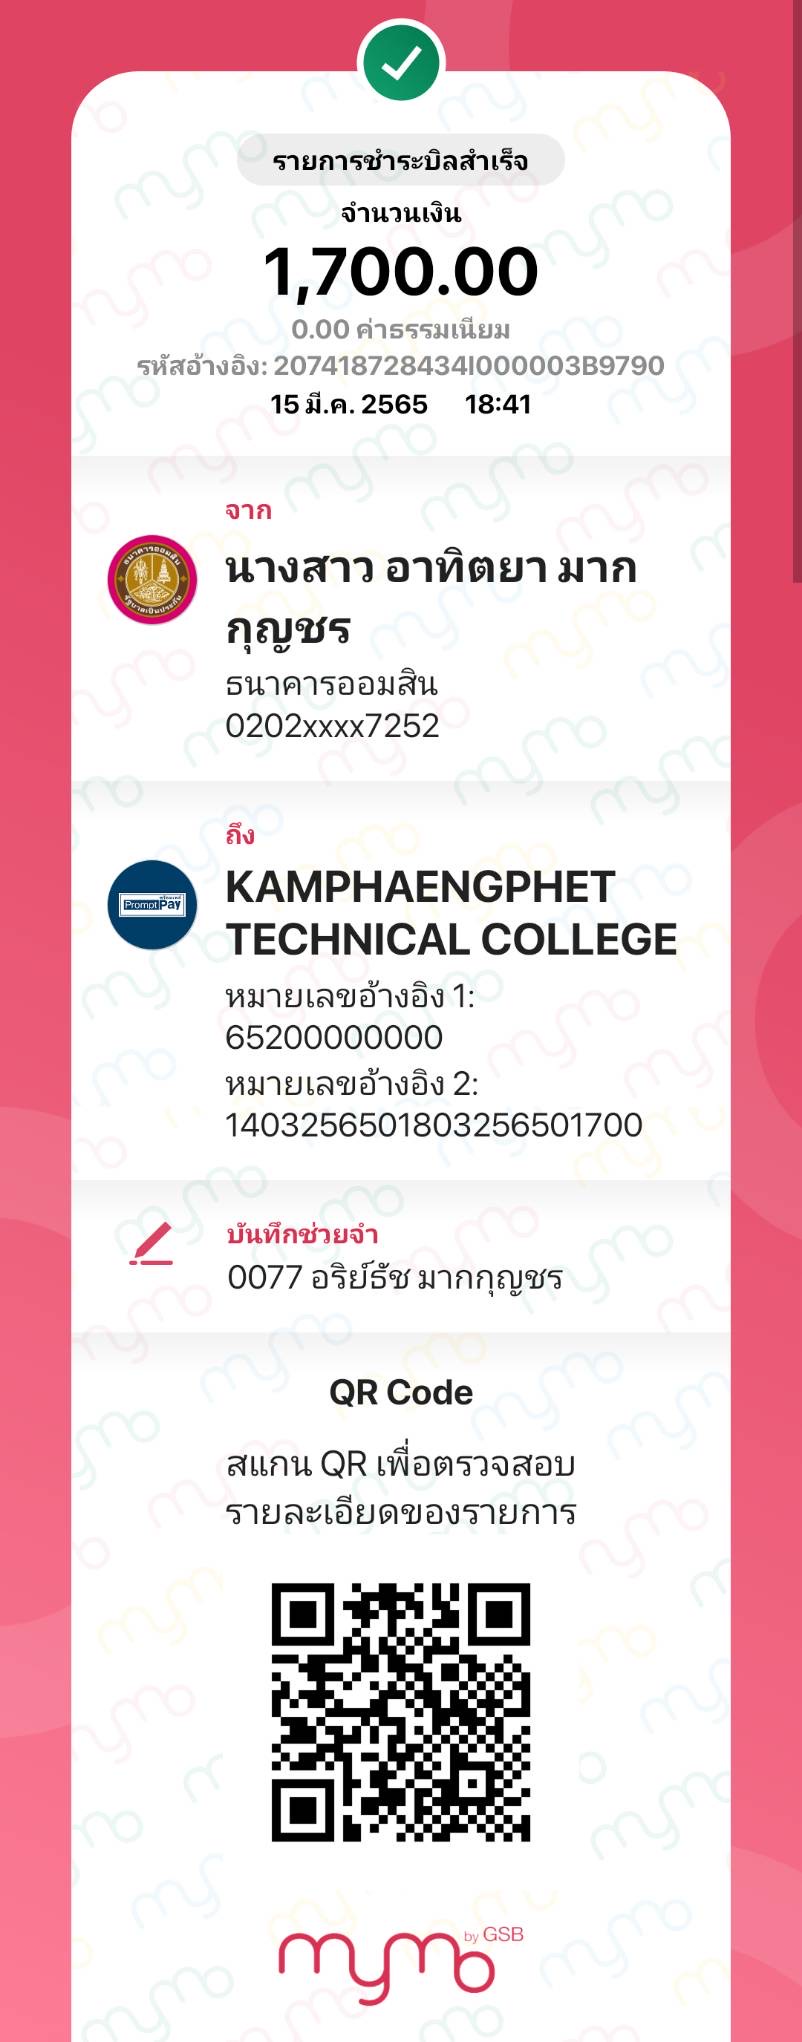 รายการชำระบิลสำเร็จ
จำนวนเงิน
1,700.00
0.00 ค่าธรรมเนียม
รหัสอ้างอิง: 207418728434I000003B9790
15 มี.ค. 2565 18:41
จาก
นางสาว อาทิตยา มาก
กุญชร
ธนาคารออมสิน
0202xxxx7252
ถึง
PromptPay
KAMPHAENGPHET
TECHNICAL COLLEGE
หมายเลขอ้างอิง 1:
65200000000
หมายเลขอ้างอิง 2:
1403256501803256501700
บันทึกช่วยจำ
0077 อริย์ธัช มากกุญชร
QR Code
สแกน QR เพื่อตรวจสอบ
รายละเอียดของรายการ
mymo by GSB